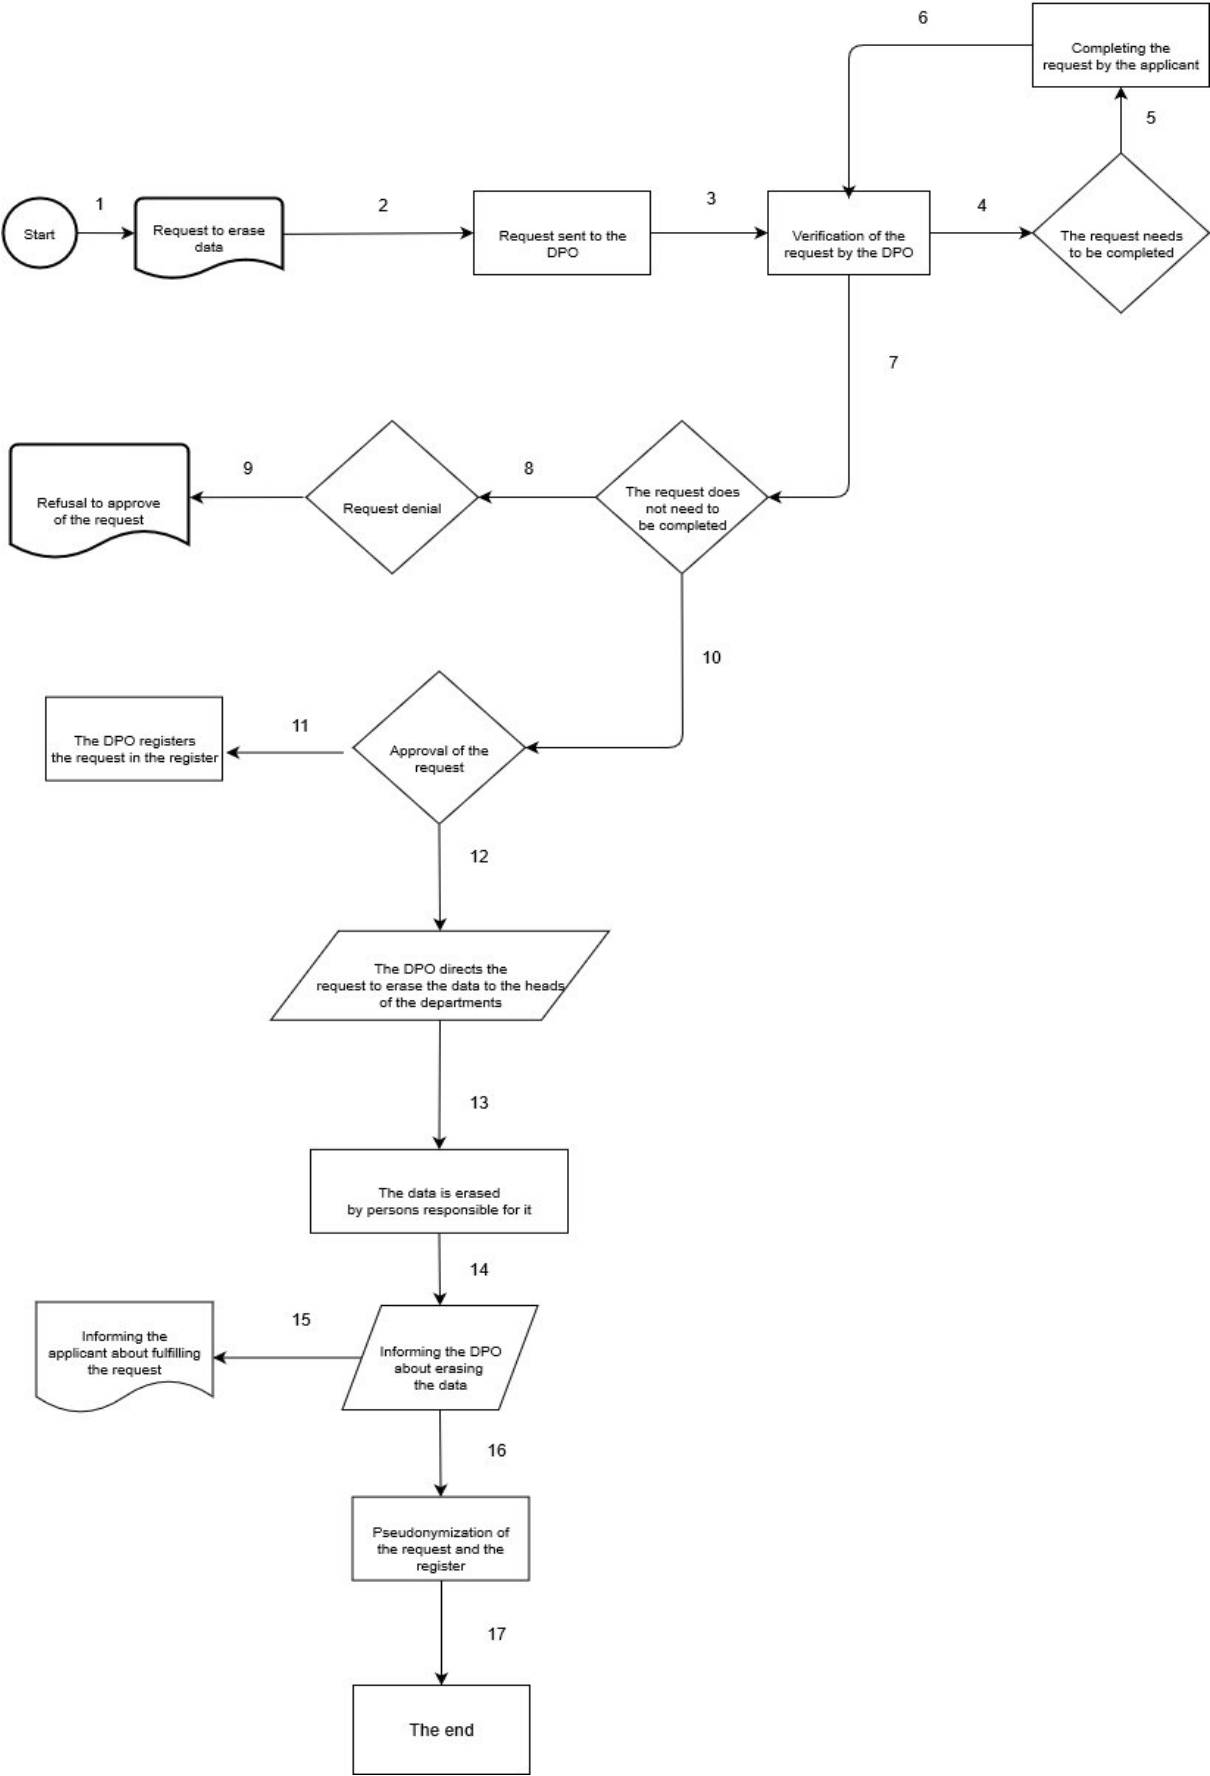 6
Completing the
request by the applicant
5
1
2
3
4
Start
Request to erase
data
Request sent to the
DPO
Verification of the
request by the DPO
The request needs
to be completed
7
9
8
Refusal to approve
of the request
Request denial
The request does
not need to
be completed
10
11
The DPO registers
the request in the register
Approval of the
request
12
The DPO directs the
request to erase the data to the heads
of the departments
13
The data is erased
by persons responsible for it
14
15
Informing the
applicant about fulfilling
the request
Informing the DPO
about erasing
the data
16
Pseudonymization of
the request and the
register
17
The end